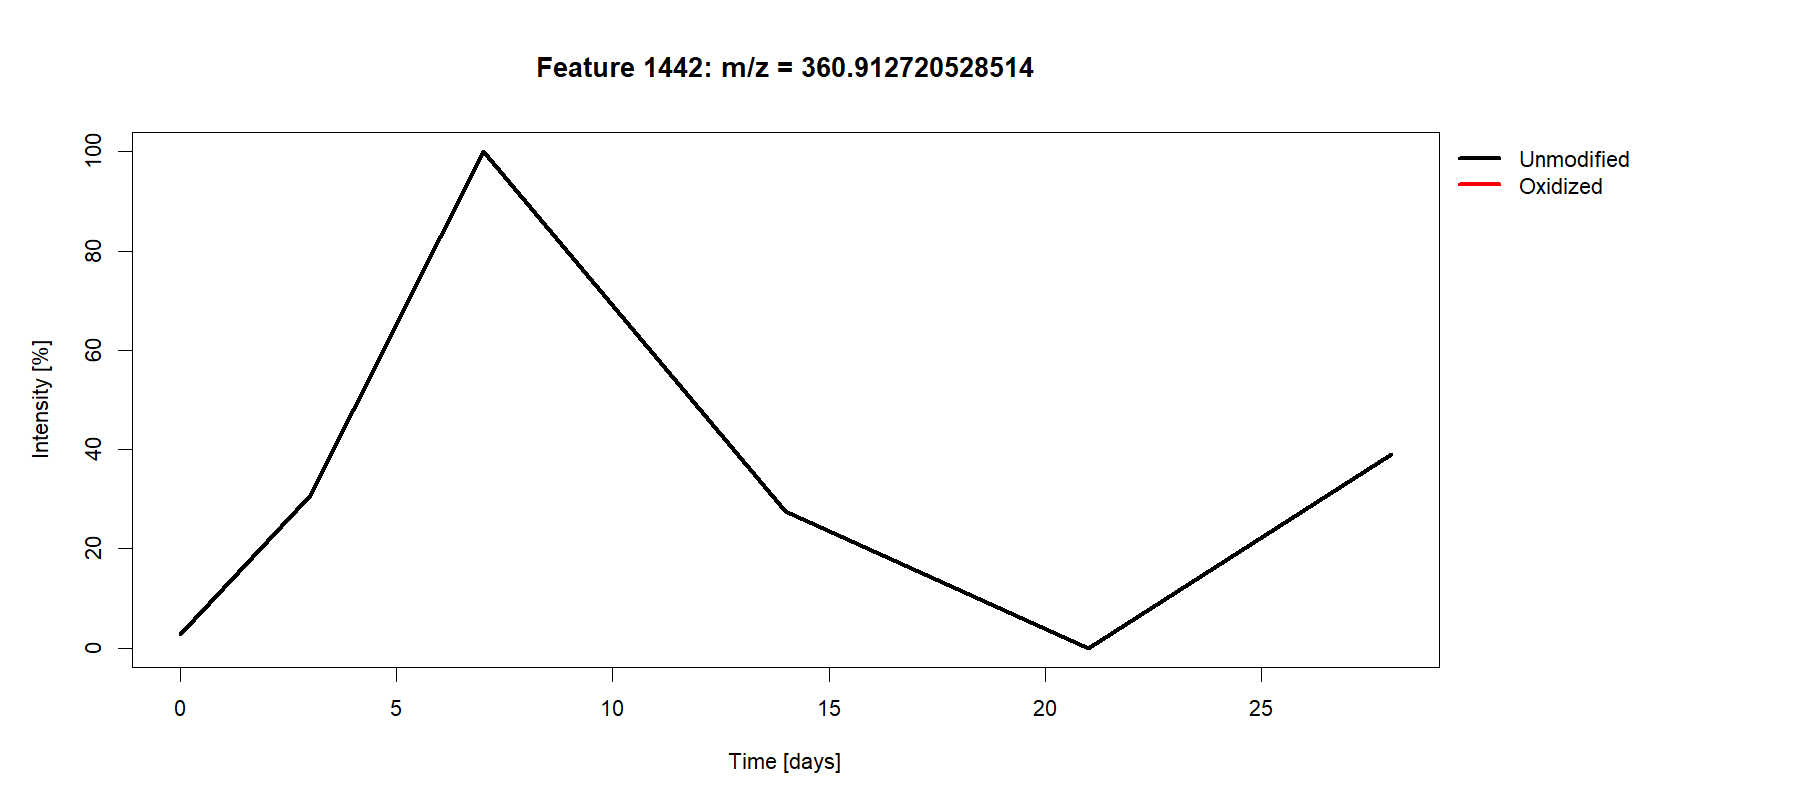 Feature 1442: m/z = 360.912720528514
Unmodified
Oxidized
Intensity [%]
100
80
60
40
20
0
0 5 10 15 20 25
Time [days]